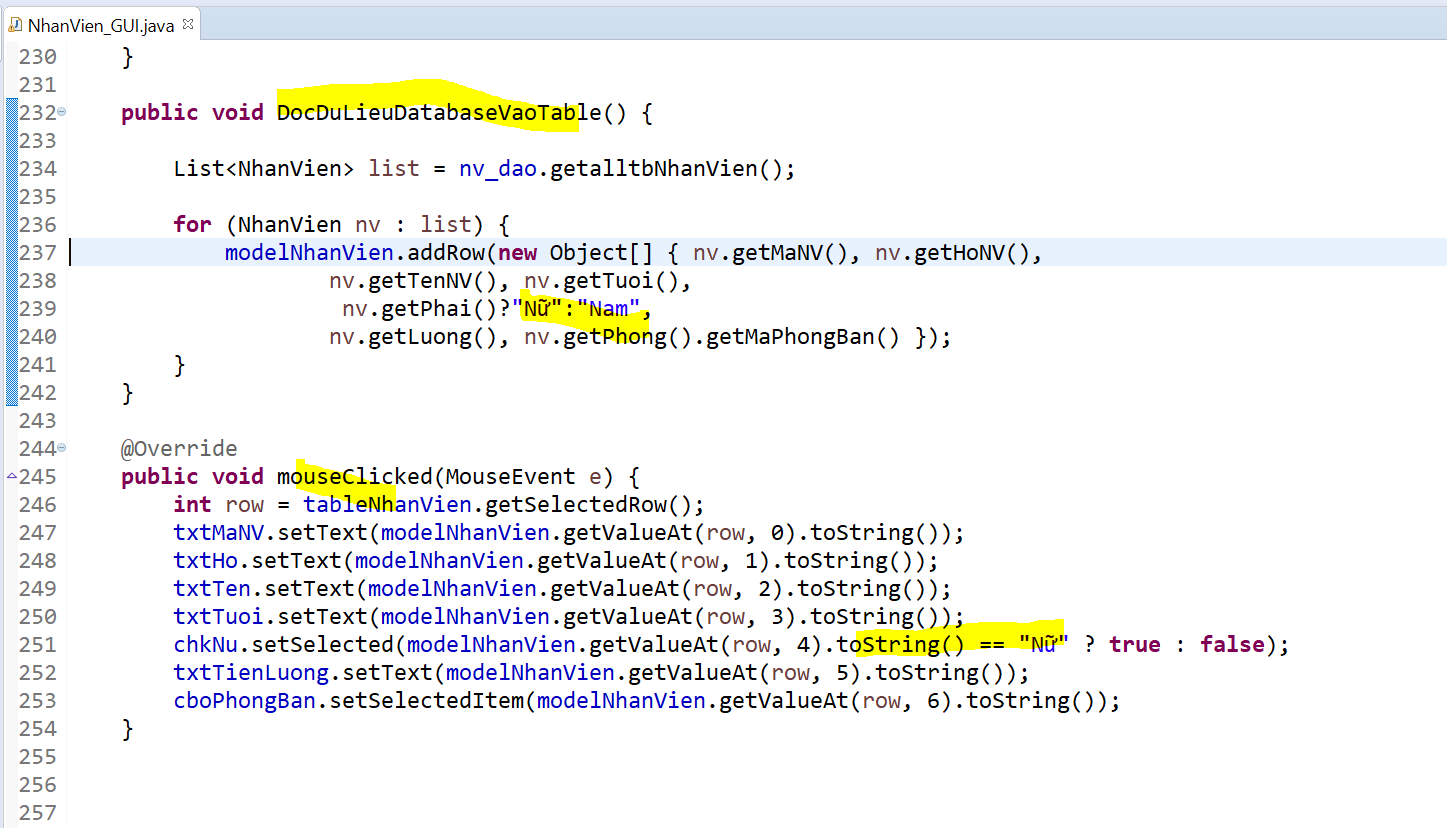 NhanVien_GUI.java
230 }
231
232 public void DocDuLieuDatabaseVaoTable() {
233
234 List<NhanVien> list = nv_dao.getalltbNhanVien();
235
236 for (NhanVien nv : list) {
237 modelNhanVien.addRow(new Object[] { nv.getMaNV(), nv.getHoNV(),
238 nv.getTenNV(), nv.getTuoi(),
239 nv.getPhai()?"Nữ":"Nam",
240 nv.getLuong(), nv.getPhong().getMaPhongBan() });
241 }
242 }
243
244 @Override
245 public void mouseClicked(MouseEvent e) {
246 int row = tableNhanVien.getSelectedRow();
247 txtMaNV.setText(modelNhanVien.getValueAt(row, 0).toString());
248 txtHo.setText(modelNhanVien.getValueAt(row, 1).toString());
249 txtTen.setText(modelNhanVien.getValueAt(row, 2).toString());
250 txtTuoi.setText(modelNhanVien.getValueAt(row, 3).toString());
251 chkNu.setSelected(modelNhanVien.getValueAt(row, 4).toString() == "Nữ" ? true : false);
252 txtTienLuong.setText(modelNhanVien.getValueAt(row, 5).toString());
253 cboPhongBan.setSelectedItem(modelNhanVien.getValueAt(row, 6).toString());
254 }
255
256
257